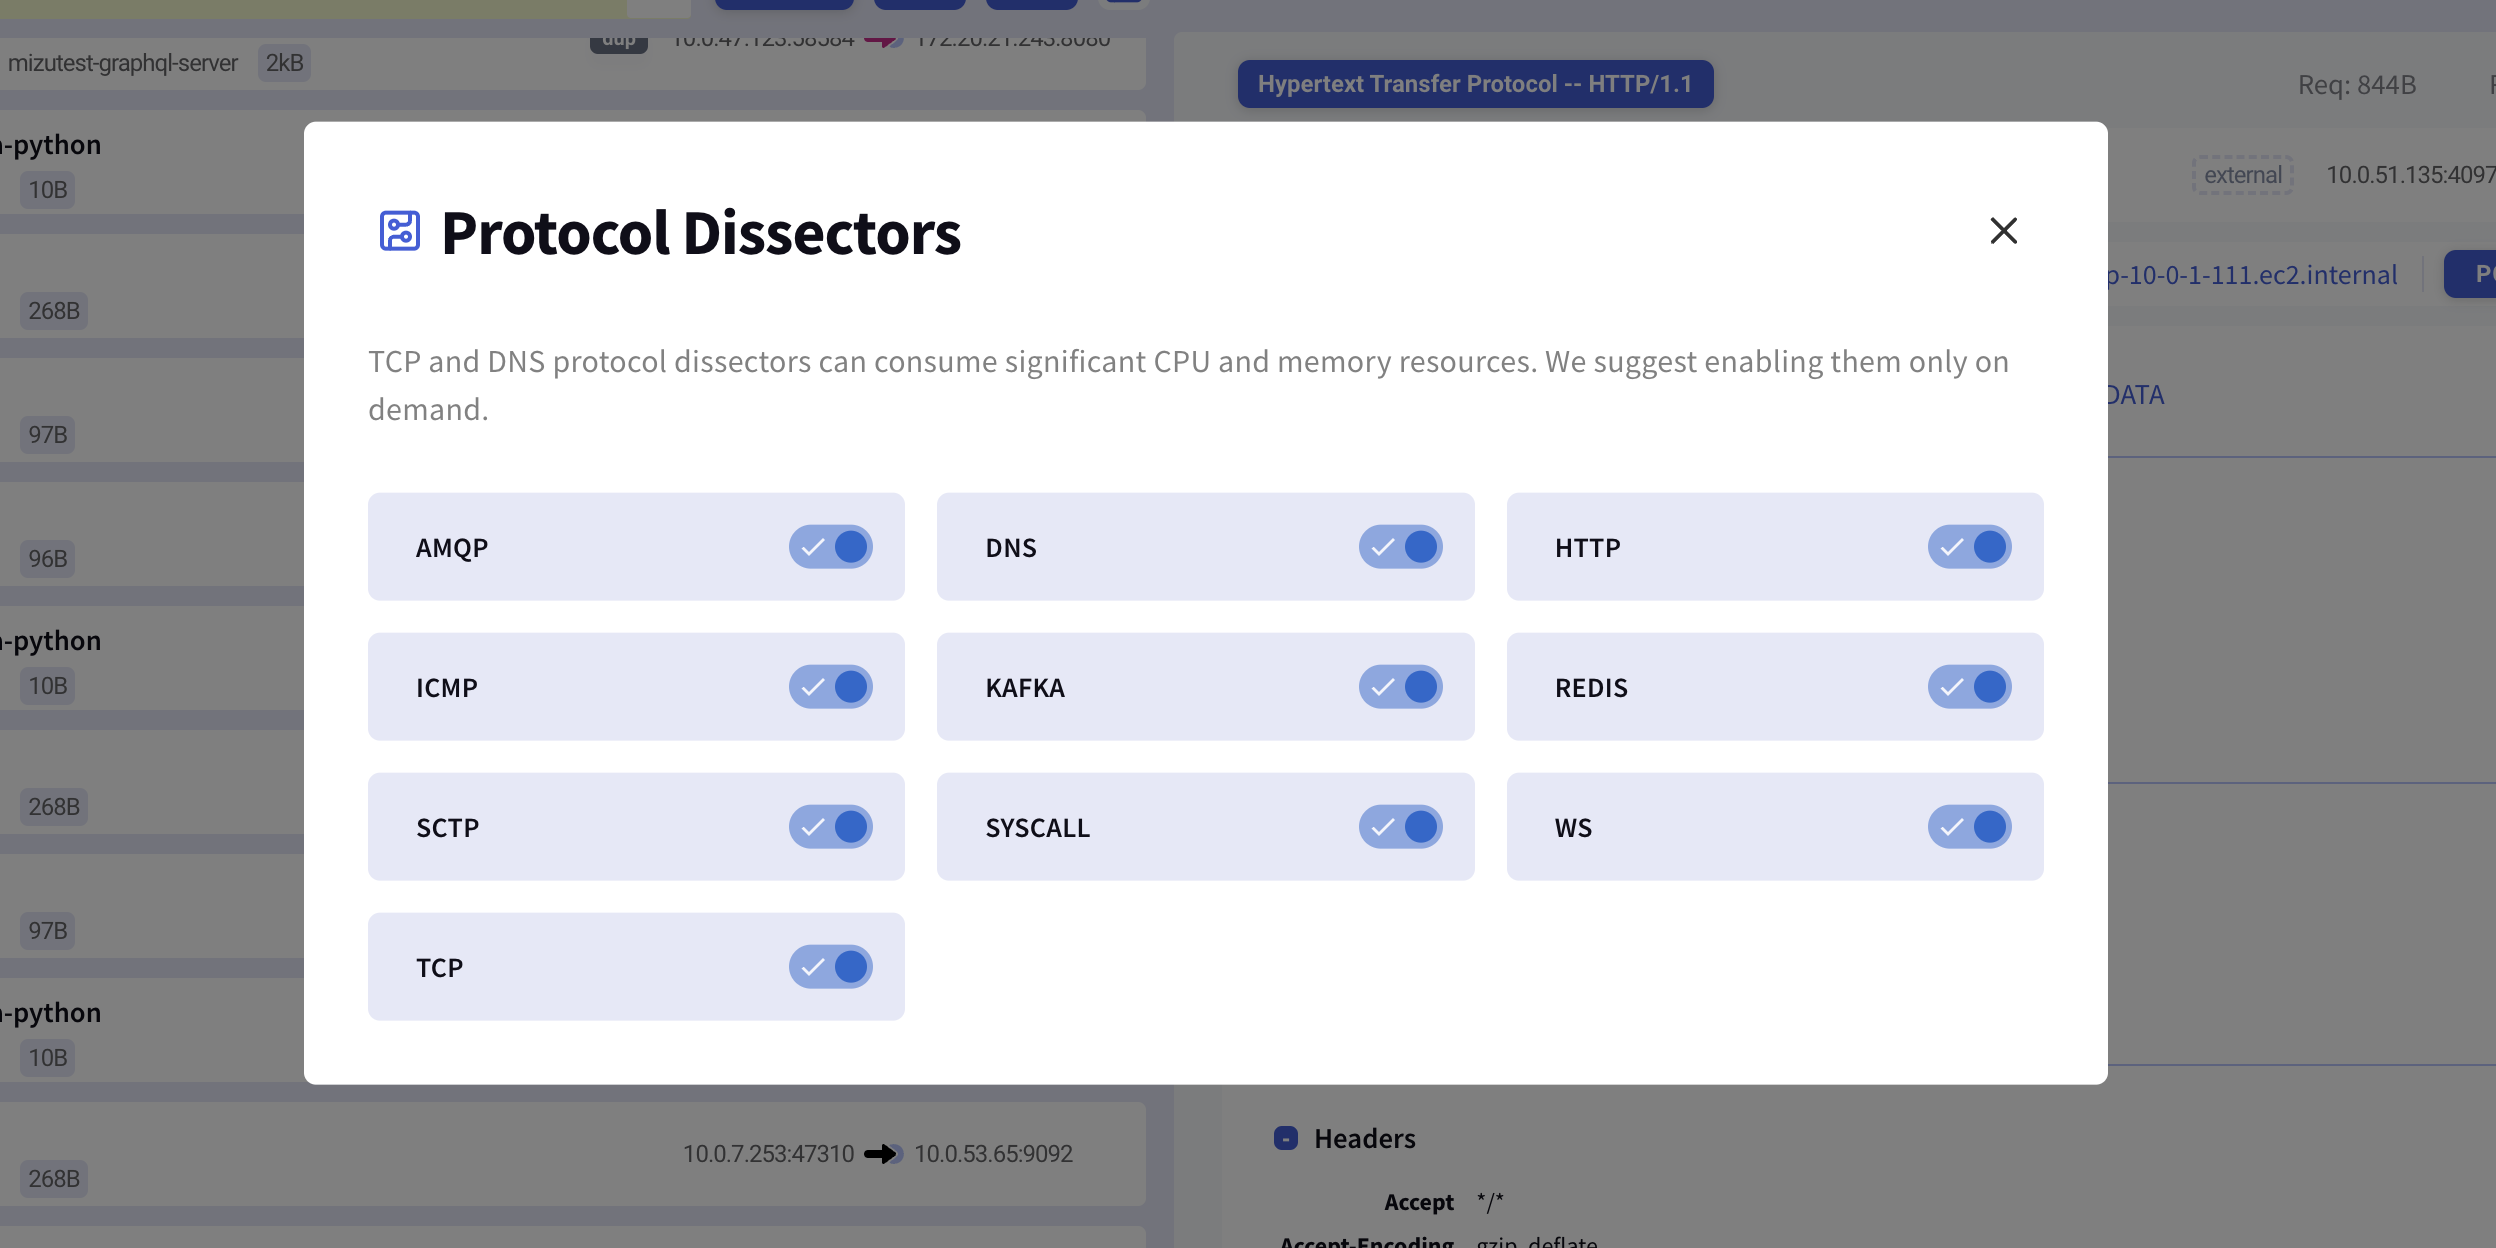 dup 10.0.47.123:38384 172.20.21.243:8080
mizutest-graphql-server 2kB
Hypertext Transfer Protocol -- HTTP/1.1
Req: 844B
-python
10B
external 10.0.51.135:4097
Protocol Dissectors
p-10-0-1-111.ec2.internal
268B
TCP and DNS protocol dissectors can consume significant CPU and memory resources. We suggest enabling them only on
demand.
DATA
97B
AMQP DNS HTTP
96B
-python
10B
ICMP KAFKA REDIS
268B
SCTP SYSCALL WS
97B
TCP
-python
10B
- Headers
10.0.7.253:47310 10.0.53.65:9092
268B
Accept */*
Accept-Encoding gzip, deflate